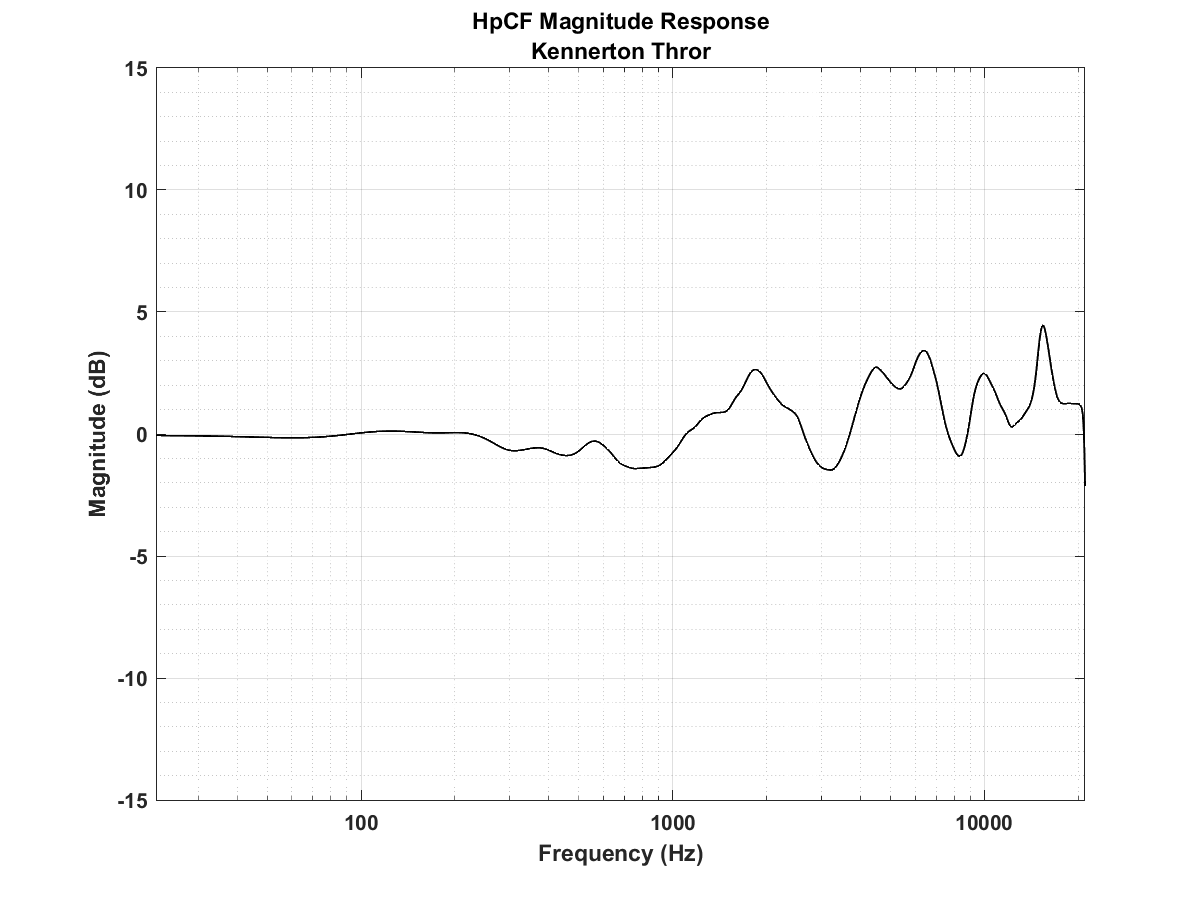 HpCF Magnitude Response
Kennerton Thror
15
10
5
0
-5
-10
-15
Magnitude (dB)
100 1000 10000
Frequency (Hz)